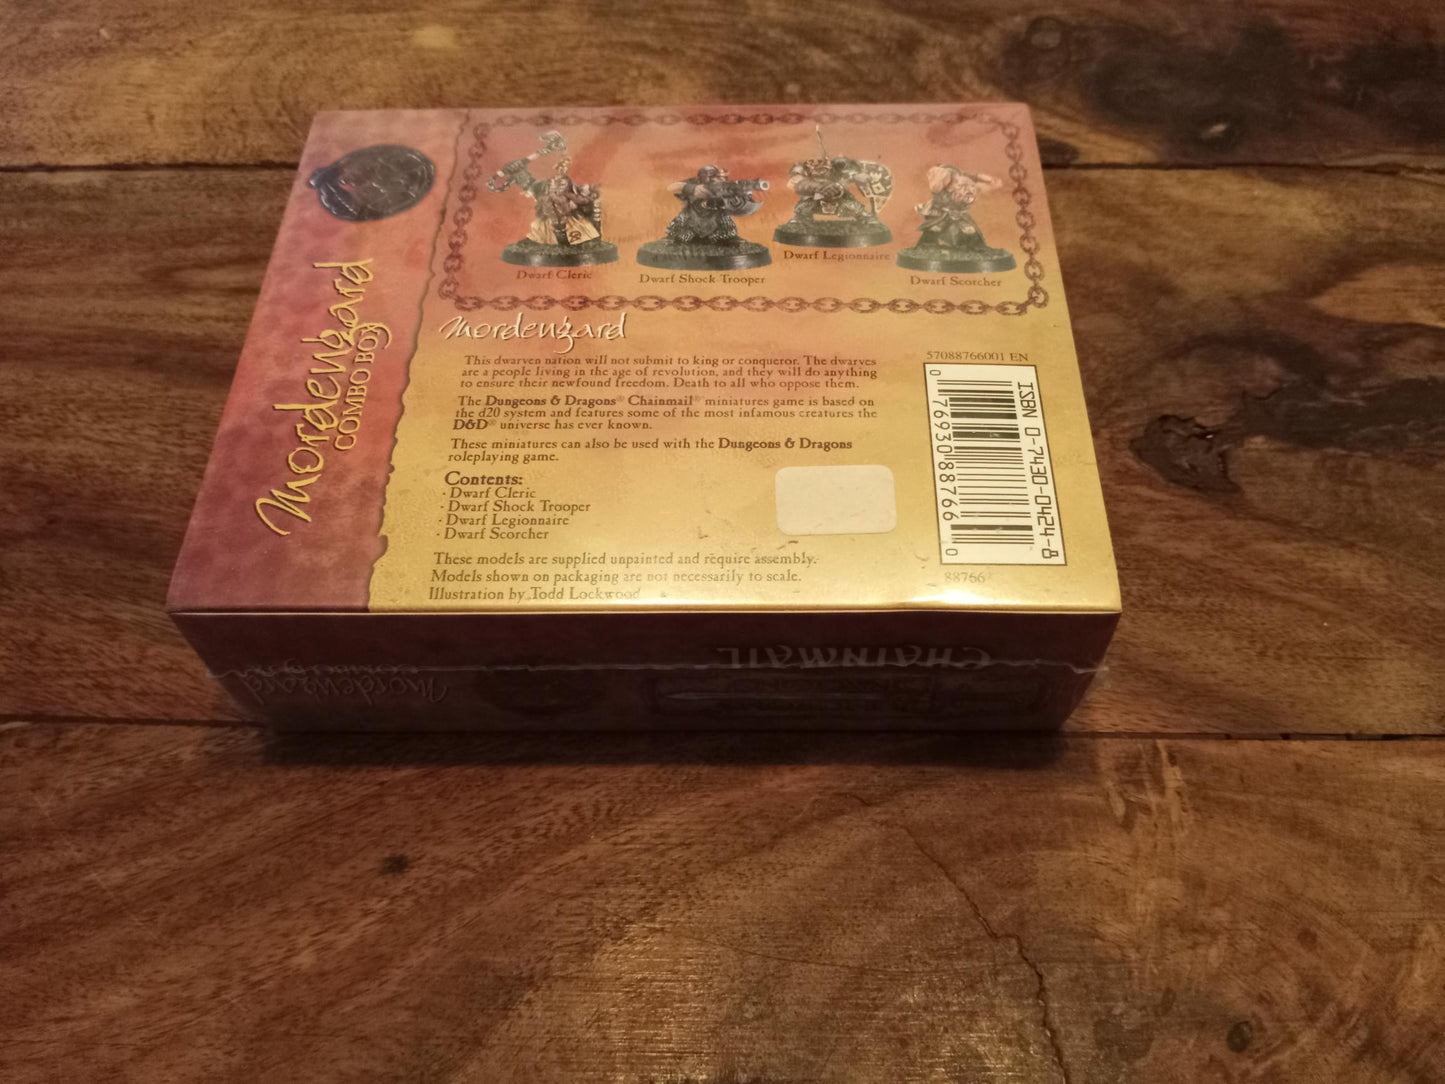 Mordengard
COMBO BOX
Dwarf Cleric
Dwarf Shock Trooper
Dwarf Legionnaire
Dwarf Scorcher
Mordengard
This dwarven nation will not submit to king or conqueror. The dwarves
are a people living in the age of revolution, and they will do anything
to ensure their newfound freedom. Death to all who oppose them.
The Dungeons & Dragons® Chainmail® miniatures game is based on
the d20 system and features some of the most infamous creatures the
D&D® universe has ever known.
These miniatures can also be used with the Dungeons & Dragons
roleplaying game.
Contents:
· Dwarf Cleric
· Dwarf Shock Trooper
· Dwarf Legionnaire
· Dwarf Scorcher
These models are supplied unpainted and require assembly.
Models shown on packaging are not necessarily to scale.
Illustration by Todd Lockwood
57088766001 EN
ISBN 0-7430-0424-8
0 76930 88766 0
88766
CHAINMAIL
Mordengard